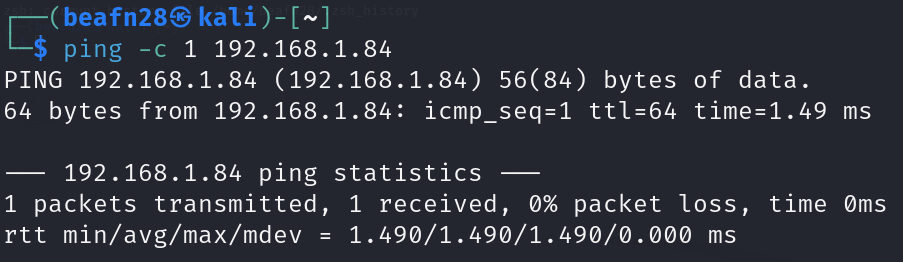 ┌──(beafn28㉿kali)-[~]
└─$ ping -c 1 192.168.1.84
PING 192.168.1.84 (192.168.1.84) 56(84) bytes of data.
64 bytes from 192.168.1.84: icmp_seq=1 ttl=64 time=1.49 ms

--- 192.168.1.84 ping statistics ---
1 packets transmitted, 1 received, 0% packet loss, time 0ms
rtt min/avg/max/mdev = 1.490/1.490/1.490/0.000 ms